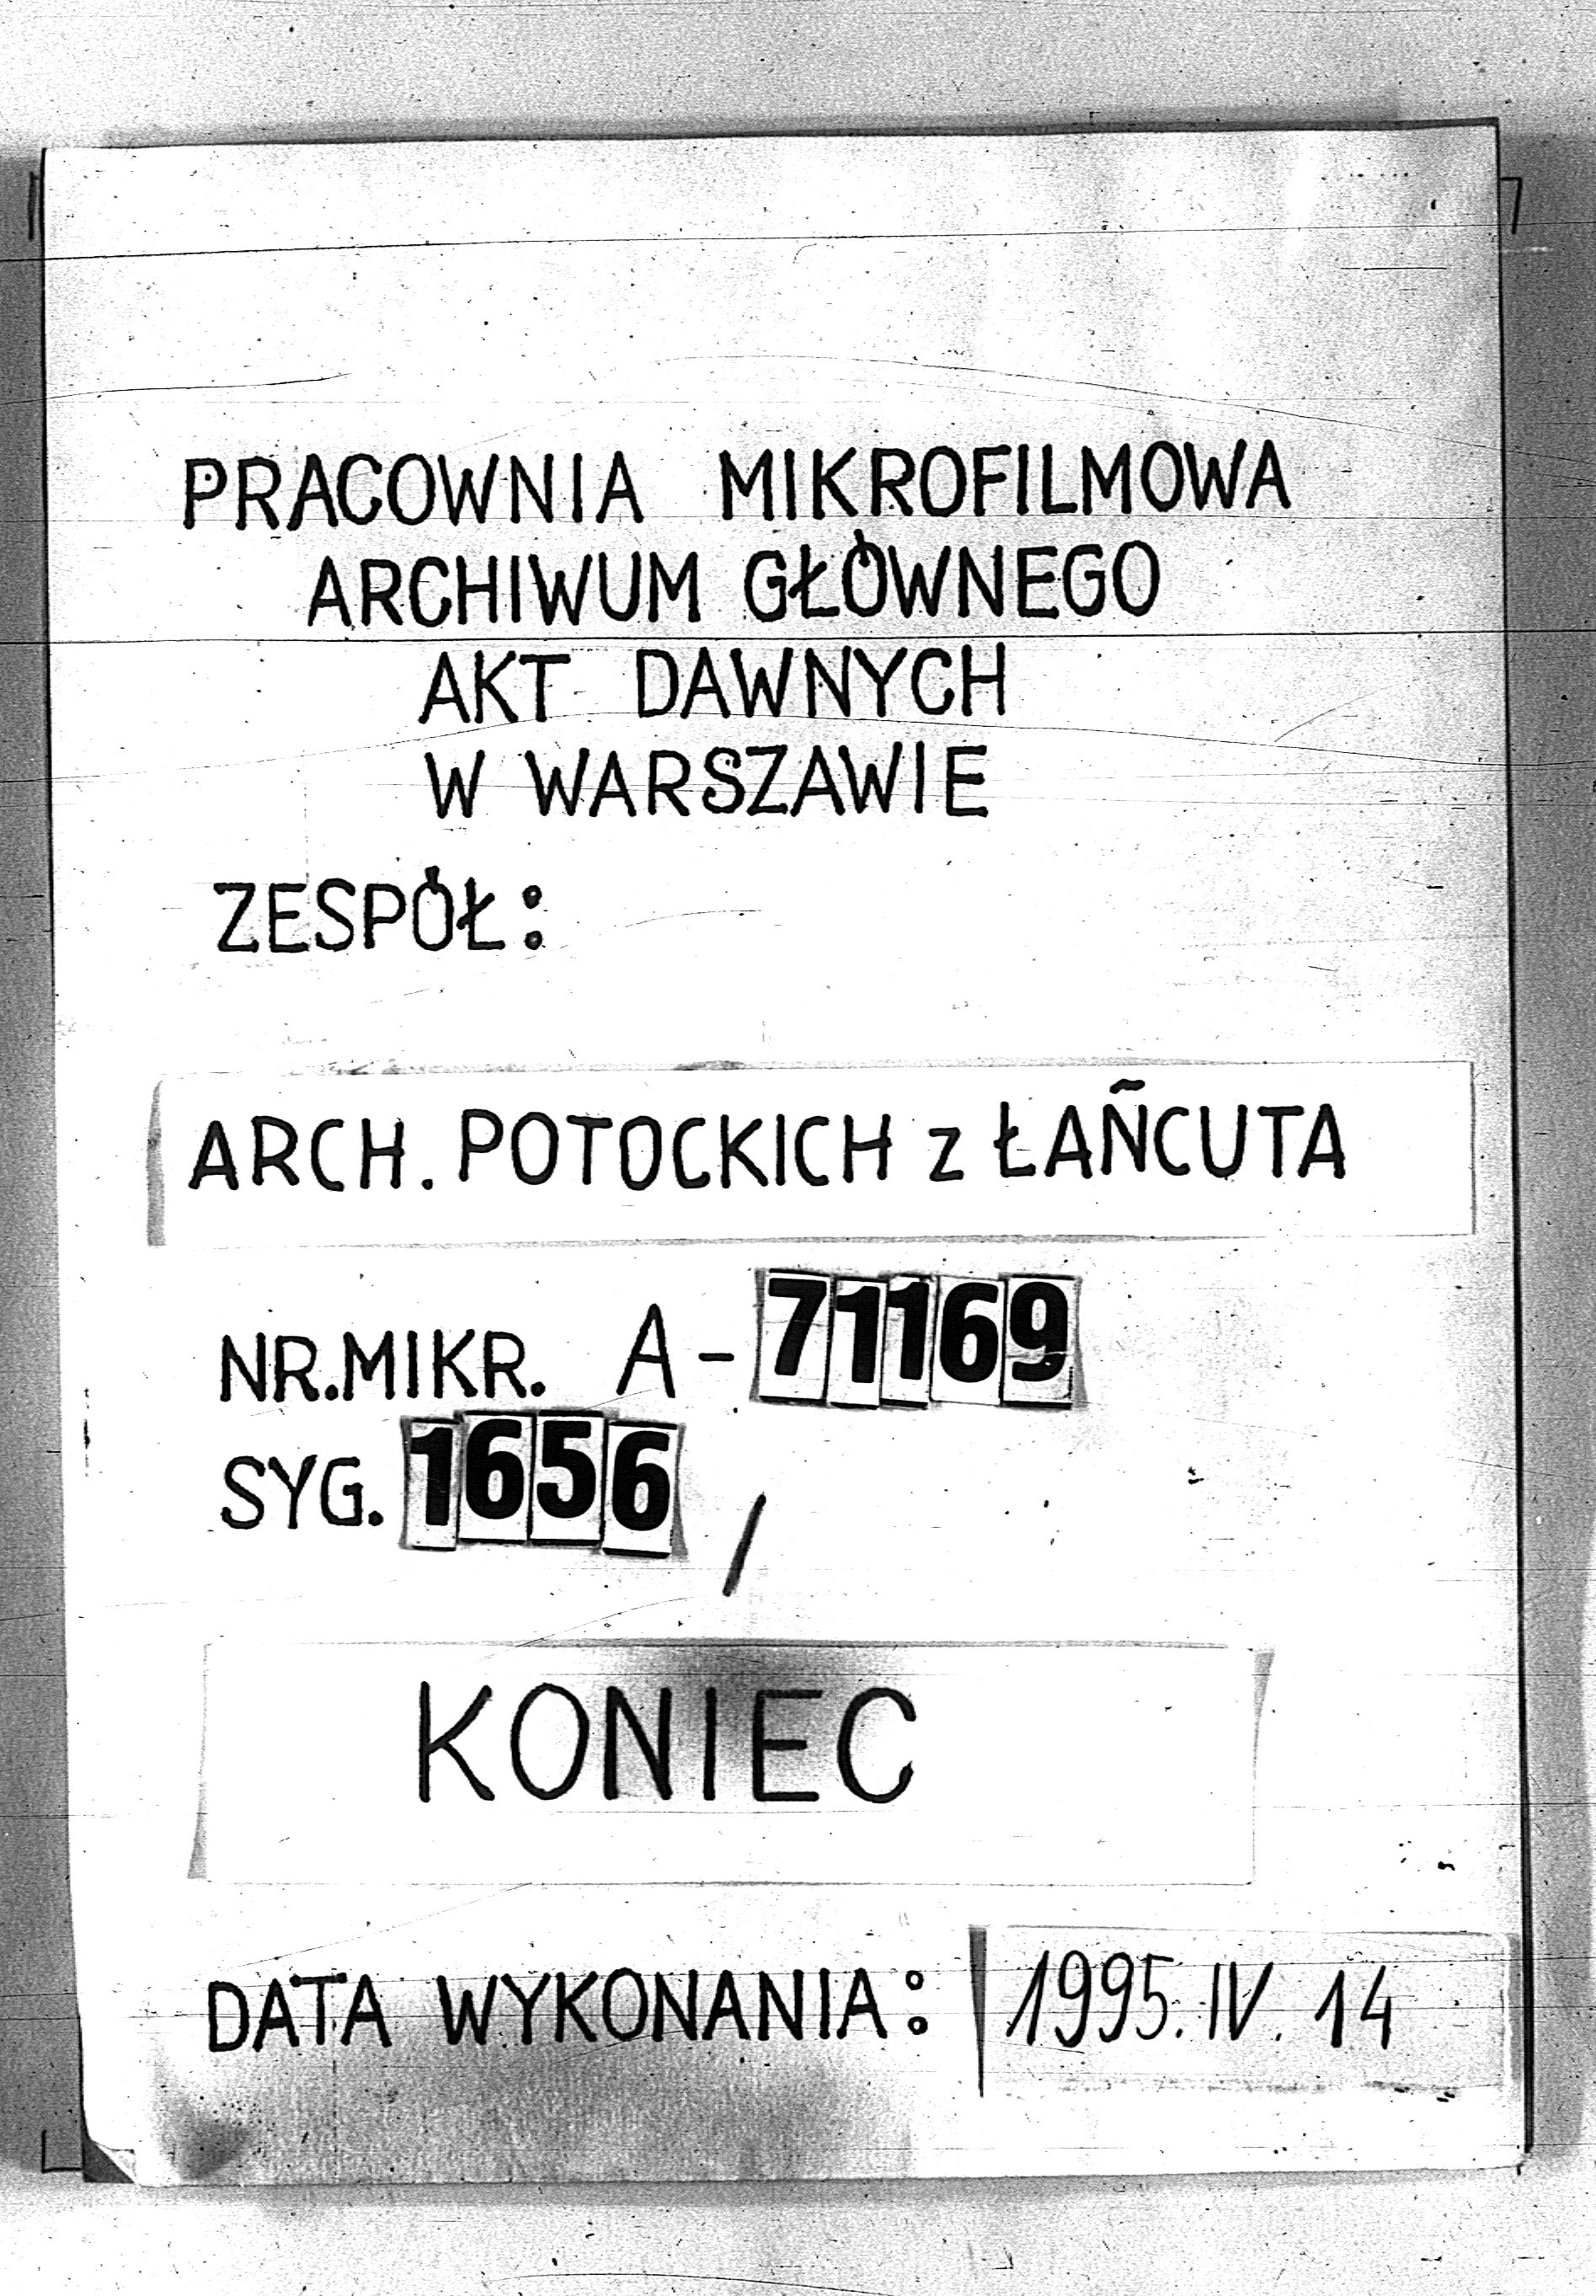 PRACOWNIA MIKROFILMOWA
ARCHIWUM GŁÓWNEGO
AKT DAWNYCH
W WARSZAWIE
ZESPÓŁ:
ARCH. POTOCKICH z ŁAŃCUTA
NR.MIKR. A-71169
SYG. 1656 /
KONIEC
DATA WYKONANIA: 1995.IV.14